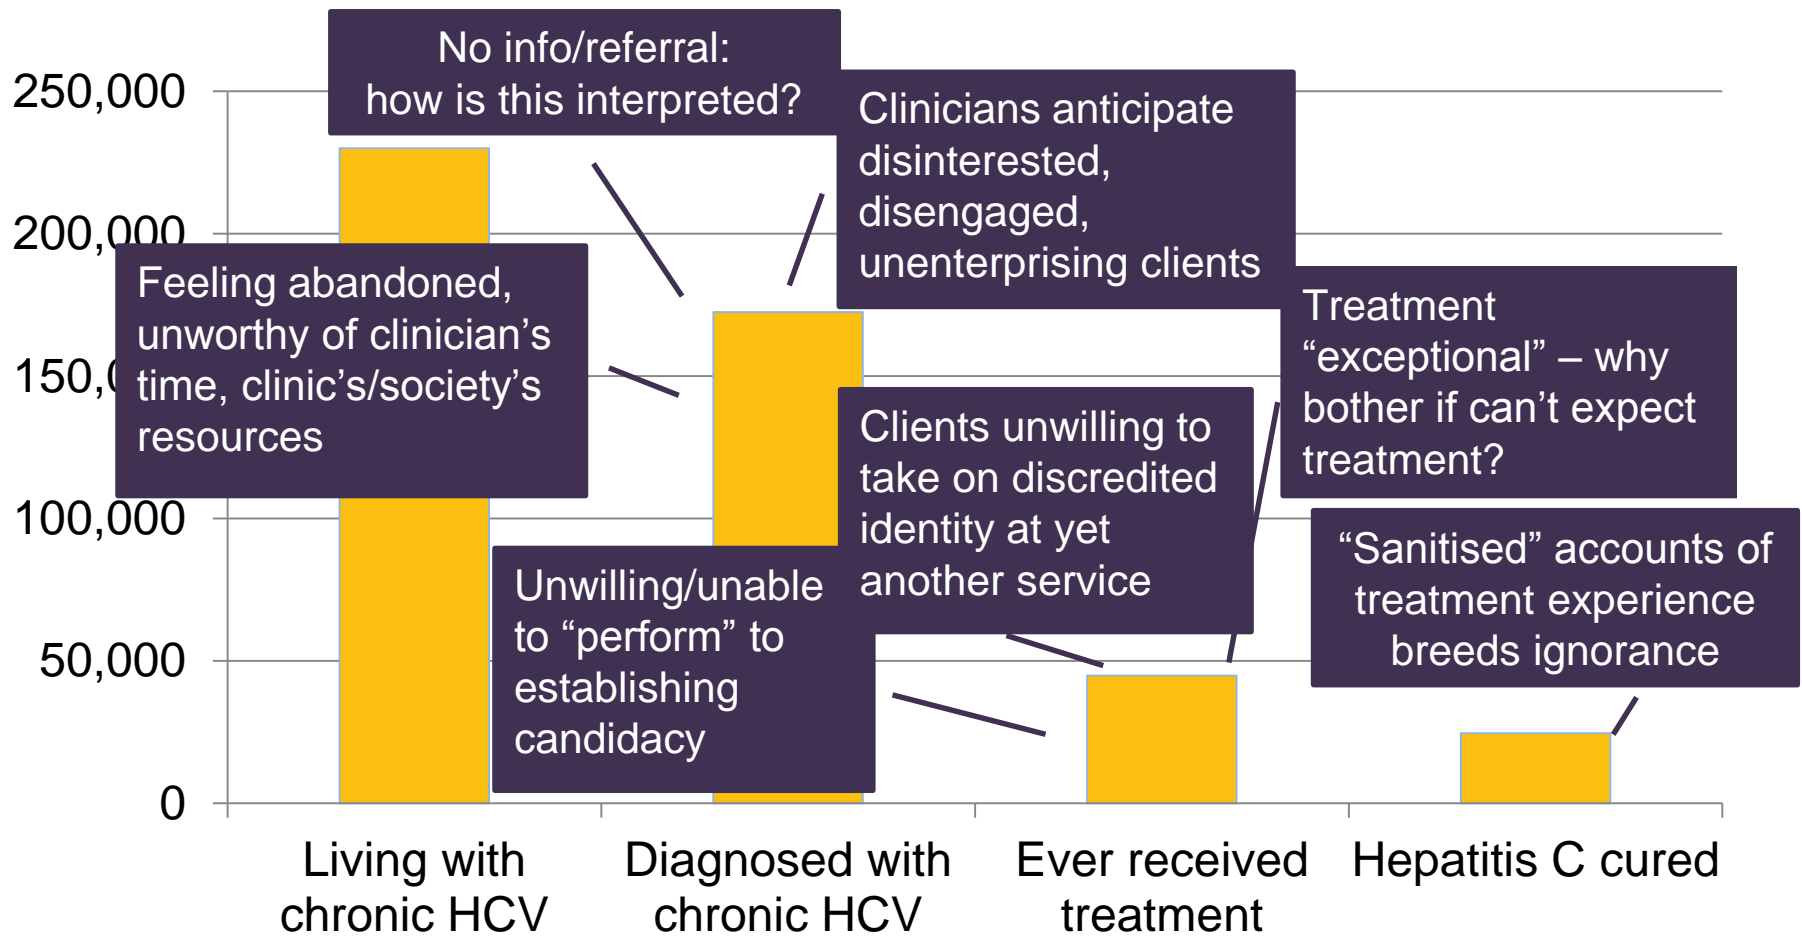 No info/referral:
how is this interpreted?
Clinicians anticipate
disinterested,
disengaged,
unenterprising clients
Feeling abandoned,
unworthy of clinician’s
time, clinic’s/society’s
resources
Treatment
“exceptional” – why
bother if can’t expect
treatment?
Clients unwilling to
take on discredited
identity at yet
another service
“Sanitised” accounts of
treatment experience
breeds ignorance
Unwilling/unable
to “perform” to
establishing
candidacy
250,000
200,000
150,0
100,000
50,000
0
Living with
chronic HCV
Diagnosed with
chronic HCV
Ever received
treatment
Hepatitis C cured